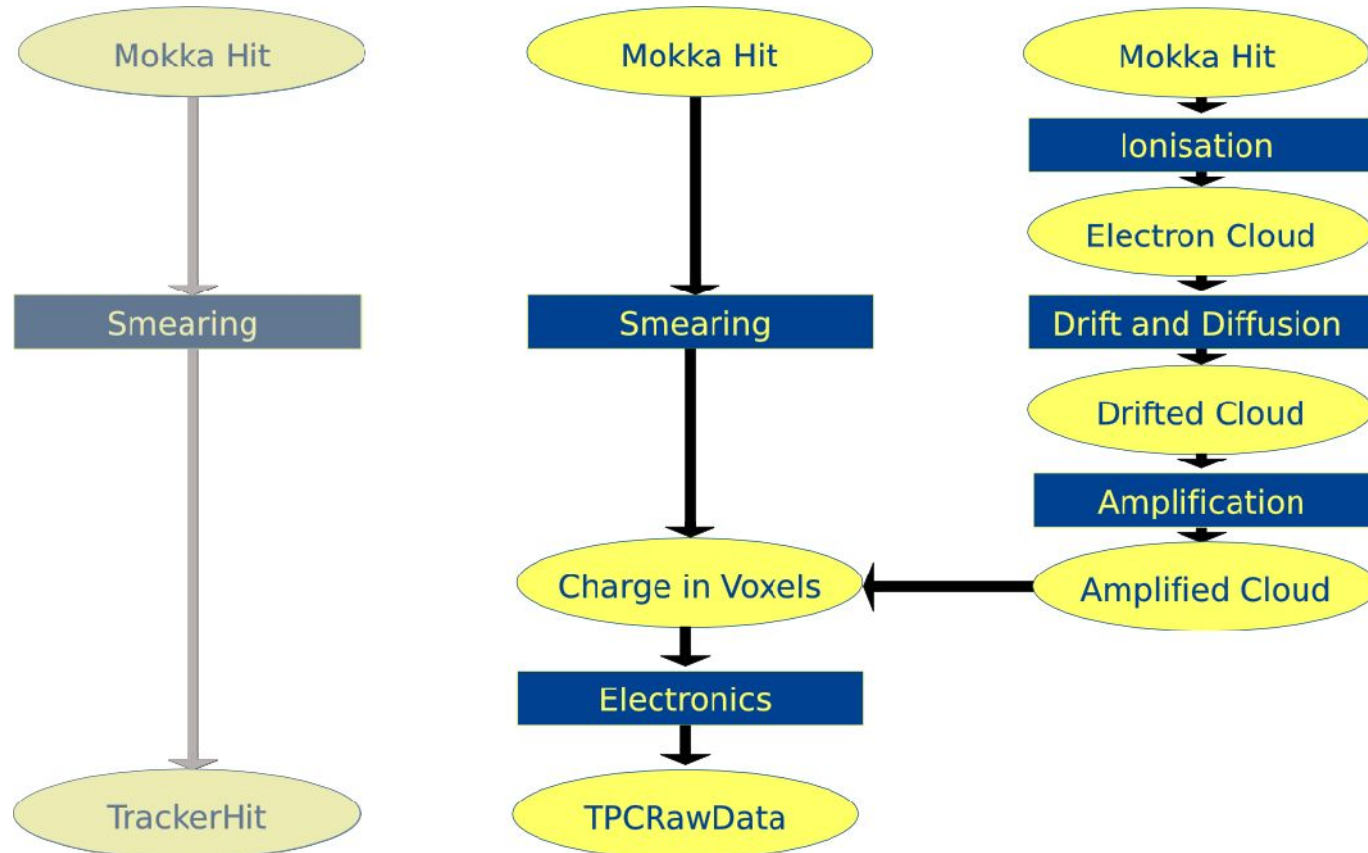 Mokka Hit
Smearing
TrackerHit
Mokka Hit
Smearing
Charge in Voxels
Electronics
TPCRawData
Mokka Hit
Ionisation
Electron Cloud
Drift and Diffusion
Drifted Cloud
Amplification
Amplified Cloud